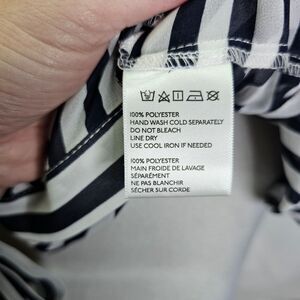 100% POLYESTER
HAND WASH COLD SEPARATELY
DO NOT BLEACH
LINE DRY
USE COOL IRON IF NEEDED
100% POLYESTER
MAIN FROIDE DE LAVAGE
SÉPARÉMENT
NE PAS BLANCHIR
SÉCHER SUR CORDE